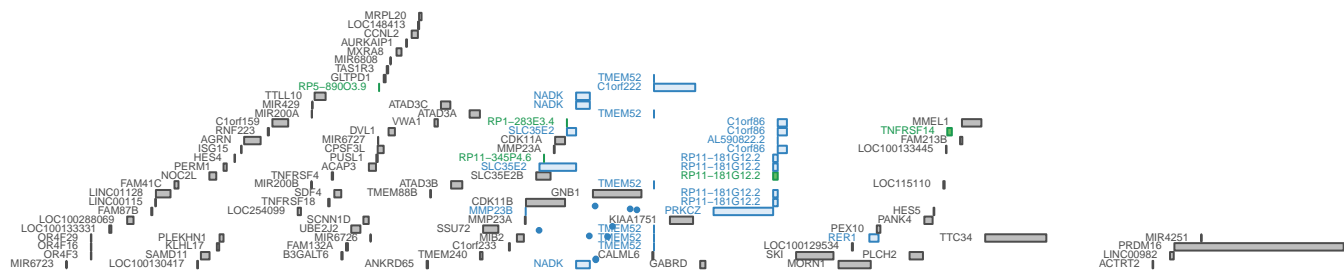 MRPL20
LOC148413
CCNL2
AURKAIP1
MXRA8
MIR6808
TAS1R3
GLTPD1
TMEM52
RP5−890O3.9
C1orf222
TTLL10
NADK
MIR429
ATAD3C
NADK
MIR200A
ATAD3A
TMEM52
C1orf159
VWA1
RP1−283E3.4
C1orf86
MMEL1
RNF223
DVL1
SLC35E2
C1orf86
TNFRSF14
AGRN
MIR6727
CDK11A
AL590822.2
FAM213B
ISG15
CPSF3L
MMP23A
C1orf86
LOC100133445
HES4
PUSL1
RP11−345P4.6
RP11−181G12.2
PERM1
ACAP3
SLC35E2
RP11−181G12.2
NOC2L
TNFRSF4
SLC35E2B
RP11−181G12.2
FAM41C
MIR200B
ATAD3B
TMEM52
LOC115110
LINC01128
SDF4
TMEM88B
GNB1
RP11−181G12.2
LINC00115
TNFRSF18
CDK11B
RP11−181G12.2
FAM87B
LOC254099
MMP23B
PRKCZ
HES5
LOC100288069
SCNN1D
MMP23A
KIAA1751
PANK4
LOC100133331
UBE2J2
SSU72
TMEM52
PEX10
OR4F29
PLEKHN1
MIR6726
MIB2
TMEM52
RER1
TTC34
MIR4251
OR4F16
KLHL17
FAM132A
C1orf233
TMEM52
LOC100129534
PRDM16
OR4F3
SAMD11
B3GALT6
TMEM240
CALML6
SKI
PLCH2
LINC00982
MIR6723
LOC100130417
ANKRD65
NADK
GABRD
MORN1
ACTRT2